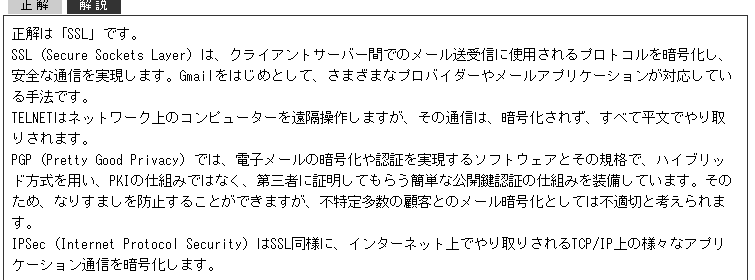 正解 解説
正解は「SSL」です。
SSL (Secure Sockets Layer) は、クライアントサーバー間でのメール送受信に使用されるプロトコルを暗号化し、
安全な通信を実現します。Gmailをはじめとして、さまざまなプロバイダーやメールアプリケーションが対応してい
る手法です。
TELNETはネットワーク上のコンピューターを遠隔操作しますが、その通信は、暗号化されず、すべて平文でやり取
りされます。
PGP (Pretty Good Privacy) では、電子メールの暗号化や認証を実現するソフトウェアとその規格で、ハイブリッ
ド方式を用い、PKIの仕組みではなく、第三者に証明してもらう簡単な公開鍵認証の仕組みを装備しています。その
ため、なりすましを防止することができますが、不特定多数の顧客とのメール暗号化としては不適切と考えられま
す。
IPSec (Internet Protocol Security) はSSL同様に、インターネット上でやり取りされるTCP/IP上の様々なアプリ
ケーション通信を暗号化します。